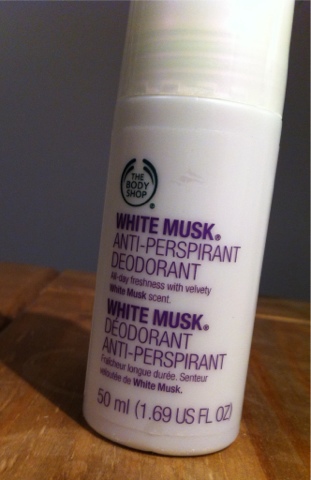 THE
BODY
SHOP
®
WHITE MUSK®
ANTI-PERSPIRANT
DEODORANT
All-day freshness with velvety
White Musk scent.
WHITE MUSK®
DÉODORANT
ANTI-PERSPIRANT
Fraîcheur longue durée. Senteur
veloutée de White Musk.
50 ml (1.69 US FL OZ)